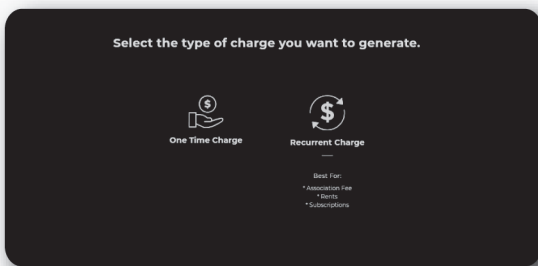 Select the type of charge you want to generate.
$
One Time Charge
$
Recurrent Charge
Best For:
* Association Fee
* Rents
* Subscriptions